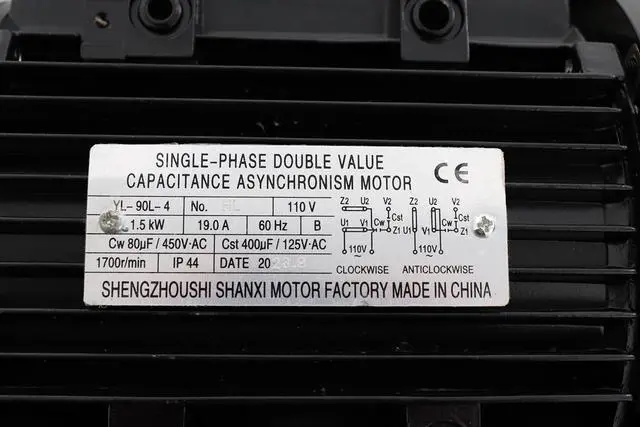 SINGLE-PHASE DOUBLE VALUE
CAPACITANCE ASYNCHRONISM MOTOR
CE
YL-90L-4 No. 110 V
1.5 kW 19.0 A 60 Hz B
Cw 80μF / 450V·AC Cst 400μF / 125V·AC
1700r/min IP 44 DATE 20
Z2 U2 V2
Cst
Cw
U1 V1 Z1
110V
CLOCKWISE
Z2 U2 V2
Cst
Cw
U1 V1 Z1
110V
ANTICLOCKWISE
SHENGZHOUSHI SHANXI MOTOR FACTORY MADE IN CHINA